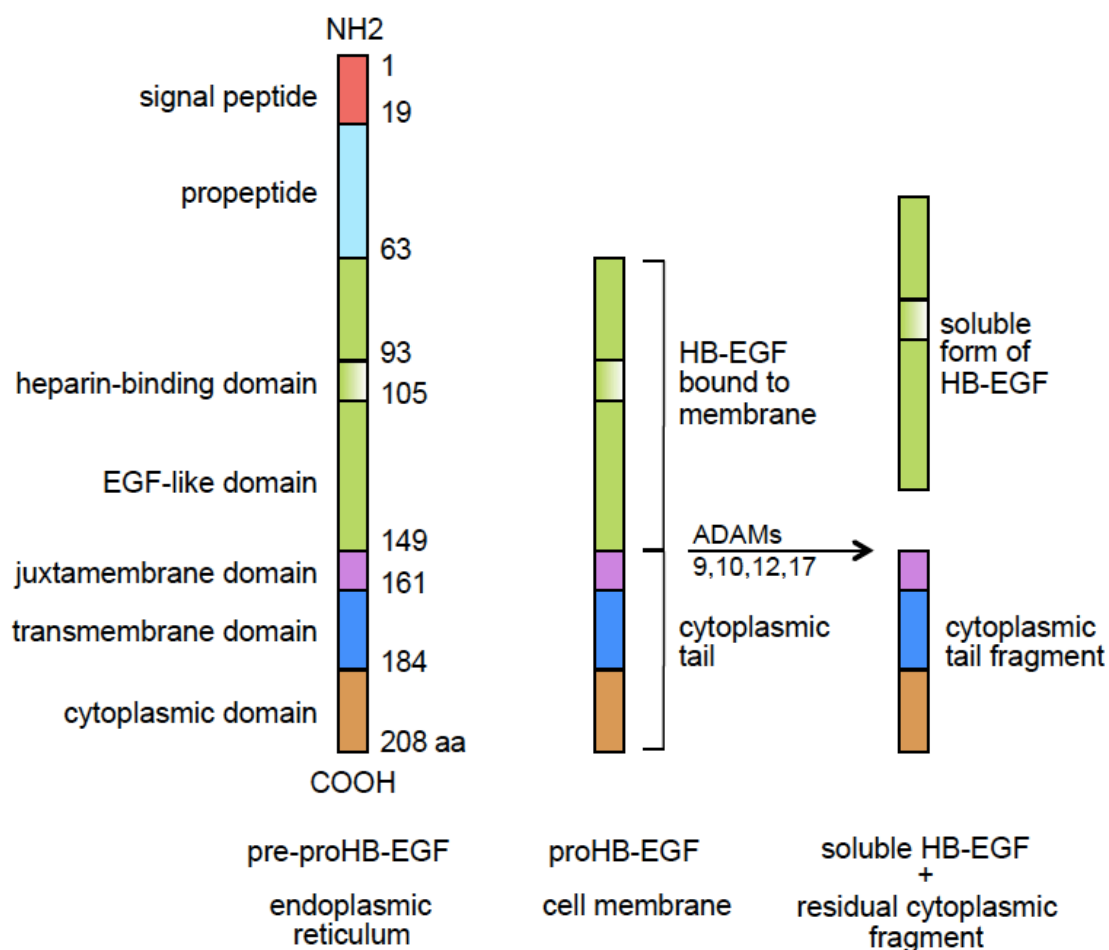 NH2
1
signal peptide
19
propeptide
63
93
heparin-binding domain
105
EGF-like domain
149
juxtamembrane domain
161
transmembrane domain
184
cytoplasmic domain
208 aa
COOH
HB-EGF
bound to
membrane
ADAMs
9,10,12,17
cytoplasmic
tail
soluble
form of
HB-EGF
cytoplasmic
tail fragment
pre-proHB-EGF
endoplasmic
reticulum
proHB-EGF
cell membrane
soluble HB-EGF
+
residual cytoplasmic
fragment